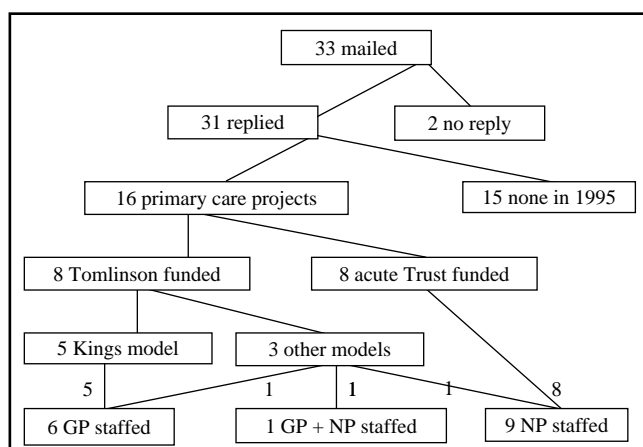 33 mailed
31 replied
2 no reply
16 primary care projects
15 none in 1995
8 Tomlinson funded
8 acute Trust funded
5 Kings model
3 other models
5
1
1
1
8
6 GP staffed
1 GP + NP staffed
9 NP staffed